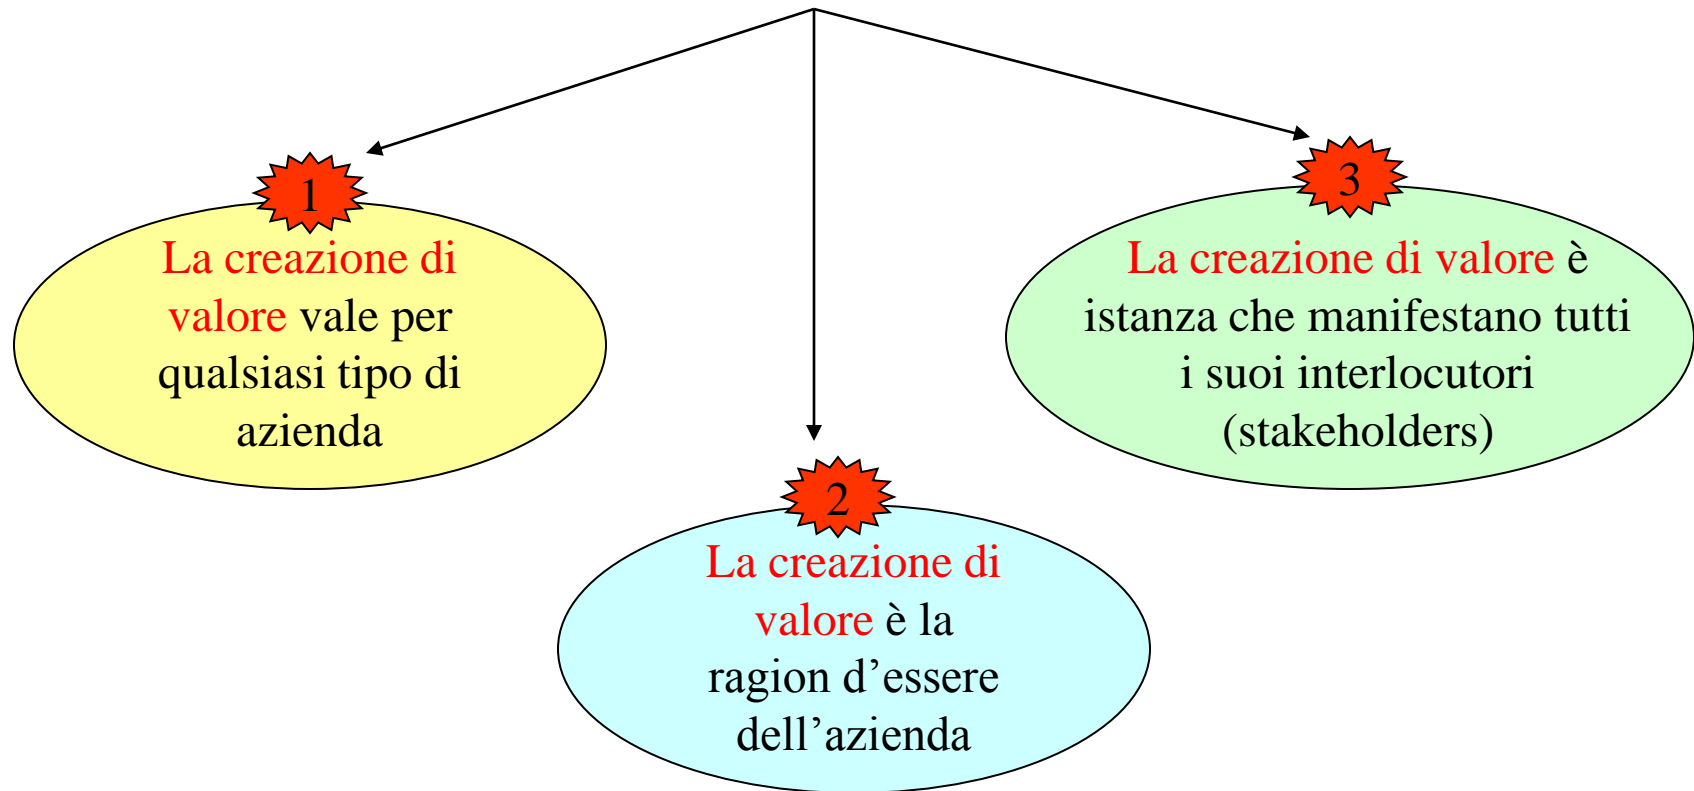 1
La creazione di
valore vale per
qualsiasi tipo di
azienda
2
La creazione di
valore è la
ragion d’essere
dell’azienda
3
La creazione di valore è
istanza che manifestano tutti
i suoi interlocutori
(stakeholders)